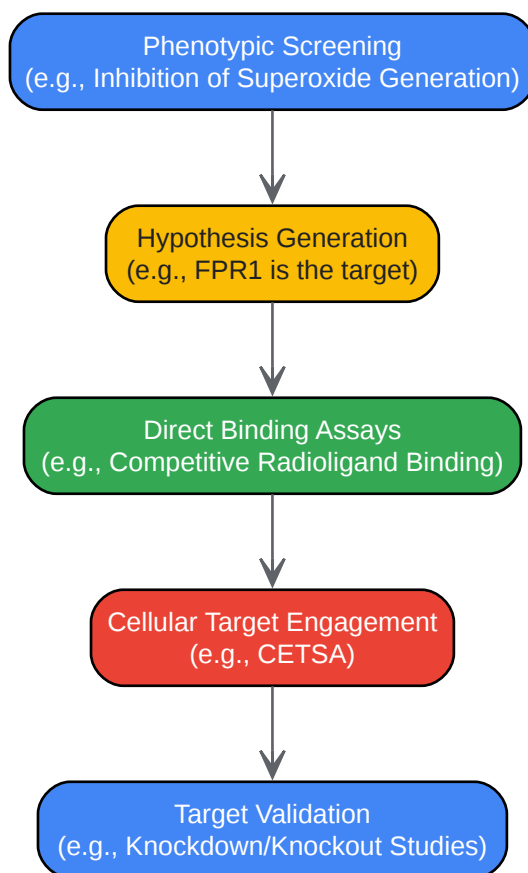 Phenotypic Screening
(e.g., Inhibition of Superoxide Generation)
Hypothesis Generation
(e.g., FPR1 is the target)
Direct Binding Assays
(e.g., Competitive Radioligand Binding)
Cellular Target Engagement
(e.g., CETSA)
Target Validation
(e.g., Knockdown/Knockout Studies)